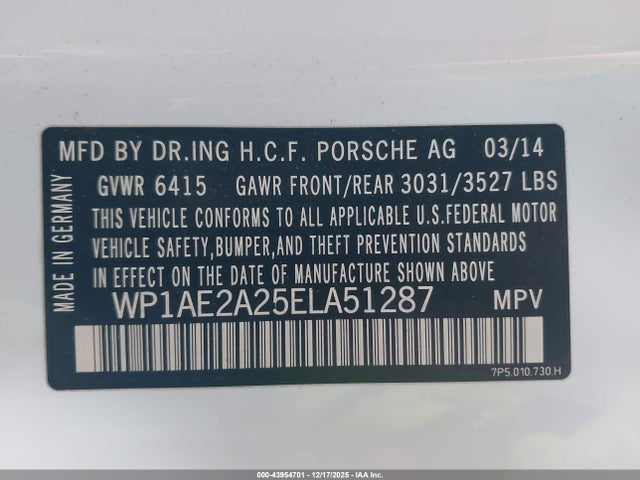 MFD BY DR.ING H.C.F. PORSCHE AG 03/14
GVWR 6415 GAWR FRONT/REAR 3031/3527 LBS
THIS VEHICLE CONFORMS TO ALL APPLICABLE U.S.FEDERAL MOTOR
VEHICLE SAFETY,BUMPER,AND THEFT PREVENTION STANDARDS
IN EFFECT ON THE DATE OF MANUFACTURE SHOWN ABOVE
WP1AE2A25ELA51287 MPV
MADE IN GERMANY
7P5.010.730.H
000-43954701 - 12/17/2025 - IAA Inc.